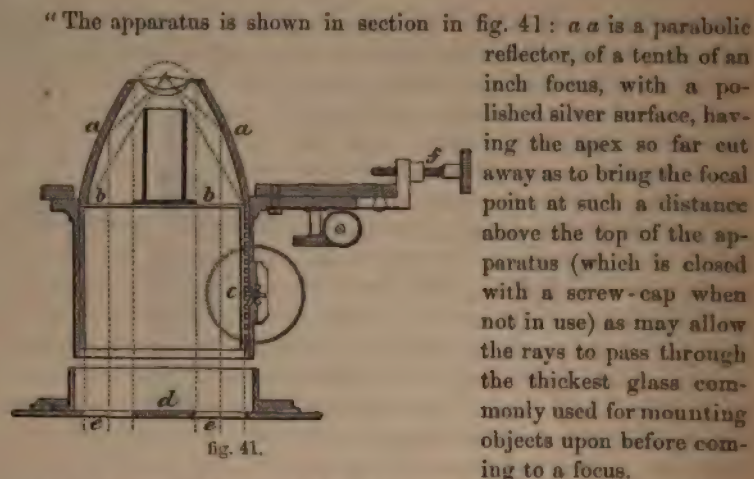 “The apparatus is shown in section in fig. 41 : a a is a parabolic
reflector, of a tenth of an
inch focus, with a po-
lished silver surface, hav-
ing the apex so far cut
away as to bring the focal
point at such a distance
above the top of the ap-
paratus (which is closed
with a screw-cap when
not in use) as may allow
the rays to pass through
the thickest glass com-
monly used for mounting
objects upon before com-
ing to a focus.
a a
f
b b
c
d
e e
fig. 41.